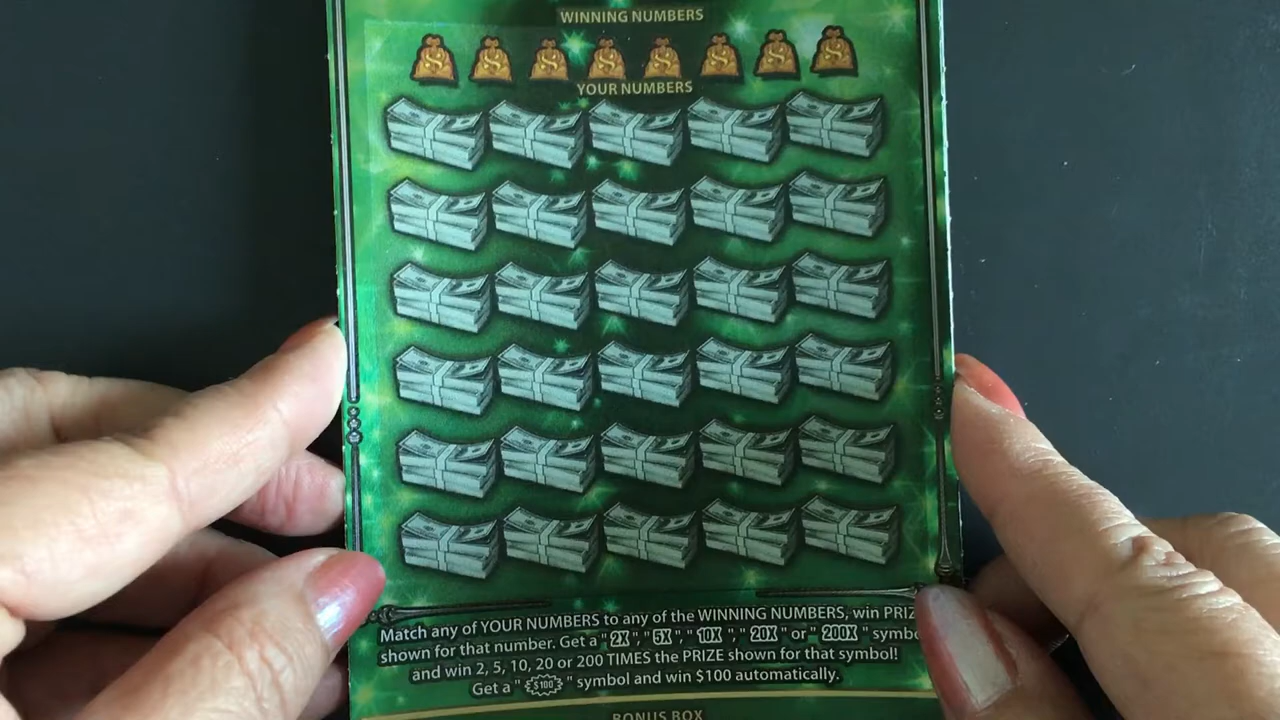 WINNING NUMBERS
YOUR NUMBERS
Match any of YOUR NUMBERS to any of the WINNING NUMBERS, win
shown for that number. Get a "2X", "5X", "10X", "20X" or "200X"
and win 2, 5, 10, 20 or 200 TIMES the PRIZE shown for that symbol!
Get a "$100" symbol and win $100 automatically.
BONUS BOX